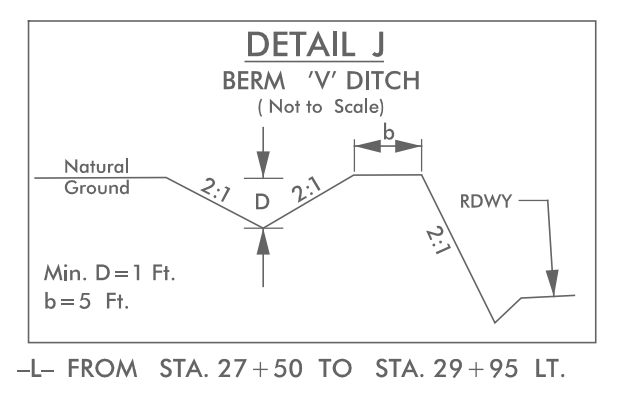 DETAIL J
BERM 'V' DITCH
( Not to Scale)
b
Natural
Ground
2:1
D
2:1
2:1
RDWY
Min. D=1 Ft.
b=5 Ft.
–L– FROM STA. 27+50 TO STA. 29+95 LT.